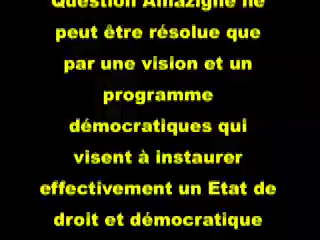 Question Amazighe ne
peut être résolue que
par une vision et un
programme
démocratiques qui
visent à instaurer
effectivement un Etat de
droit et démocratique